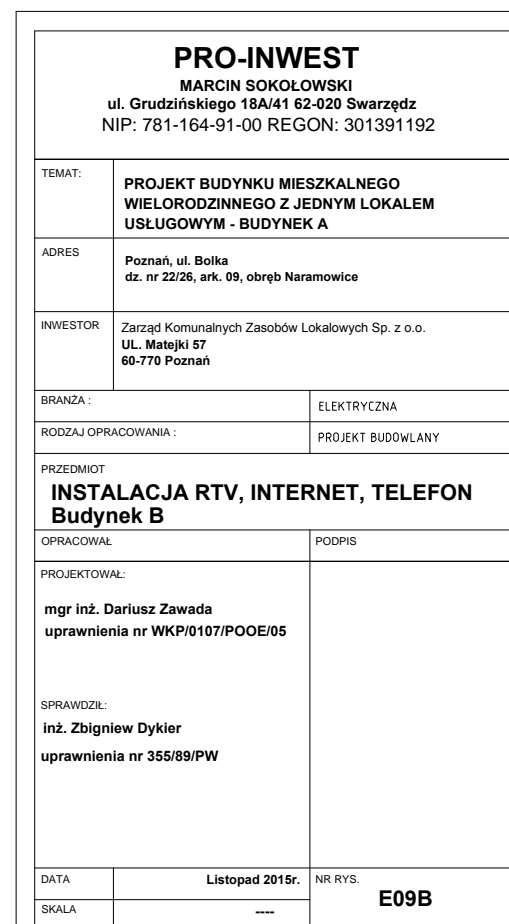 PRO-INWEST
MARCIN SOKOŁOWSKI
ul. Grudzińskiego 18A/41 62-020 Swarzędz
NIP: 781-164-91-00 REGON: 301391192
TEMAT:
PROJEKT BUDYNKU MIESZKALNEGO
WIELORODZINNEGO Z JEDNYM LOKALEM
USŁUGOWYM - BUDYNEK A
ADRES
Poznań, ul. Bolka
dz. nr 22/26, ark. 09, obręb Naramowice
INWESTOR
Zarząd Komunalnych Zasobów Lokalowych Sp. z o.o.
UL. Matejki 57
60-770 Poznań
BRANŻA :
ELEKTRYCZNA
RODZAJ OPRACOWANIA :
PROJEKT BUDOWLANY
PRZEDMIOT
INSTALACJA RTV, INTERNET, TELEFON
Budynek B
OPRACOWAŁ
PODPIS
PROJEKTOWAŁ:
mgr inż. Dariusz Zawada
uprawnienia nr WKP/0107/POOE/05
SPRAWDZIŁ:
inż. Zbigniew Dykier
uprawnienia nr 355/89/PW
DATA
Listopad 2015r.
NR RYS.
E09B
SKALA
----